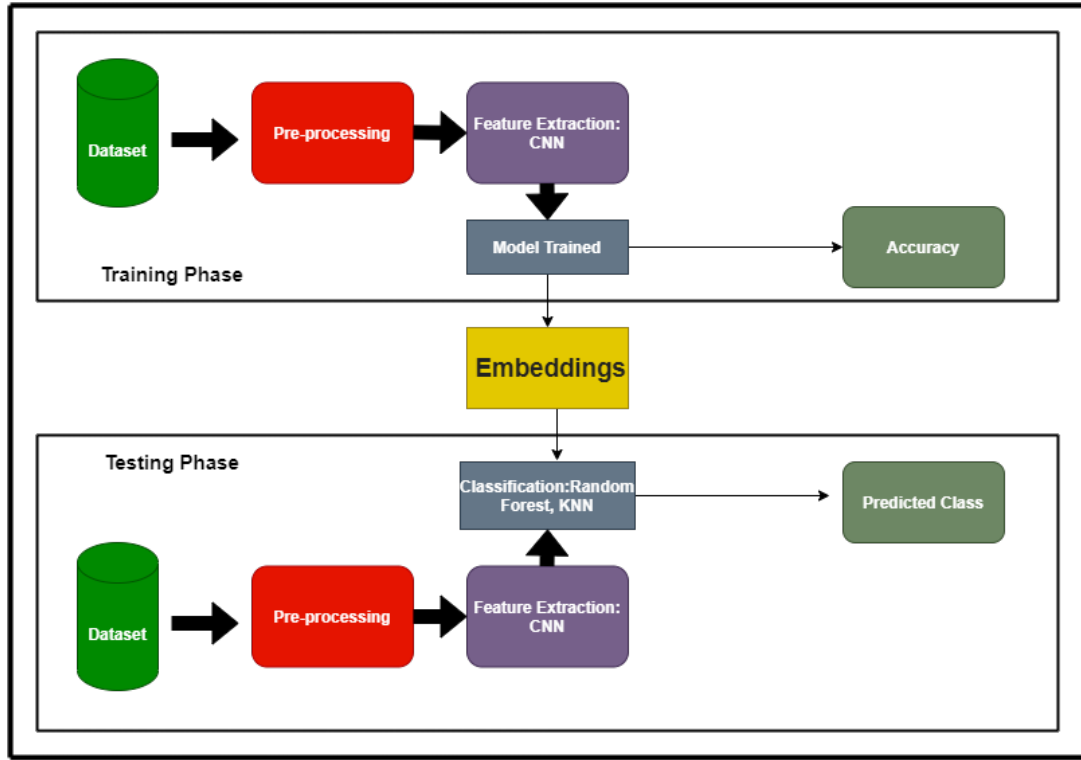 Dataset
Pre-processing
Feature Extraction:
CNN
Model Trained
Accuracy
Training Phase
Embeddings
Testing Phase
Classification:Random
Forest, KNN
Predicted Class
Dataset
Pre-processing
Feature Extraction:
CNN